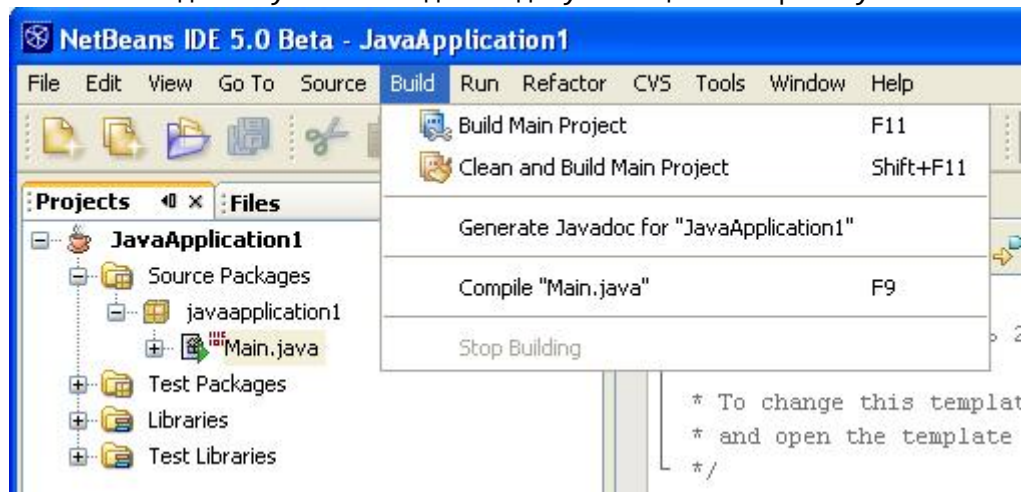 NetBeans IDE 5.0 Beta - JavaApplication1
File Edit View Go To Source Build Run Refactor CVS Tools Window Help
Build Main Project F11
Clean and Build Main Project Shift+F11
Generate Javadoc for "JavaApplication1"
Compile "Main.java" F9
Stop Building
Projects Files
JavaApplication1
Source Packages
javaapplication1
Main.java
Test Packages
Libraries
Test Libraries
* To change this templat
* and open the template
*/